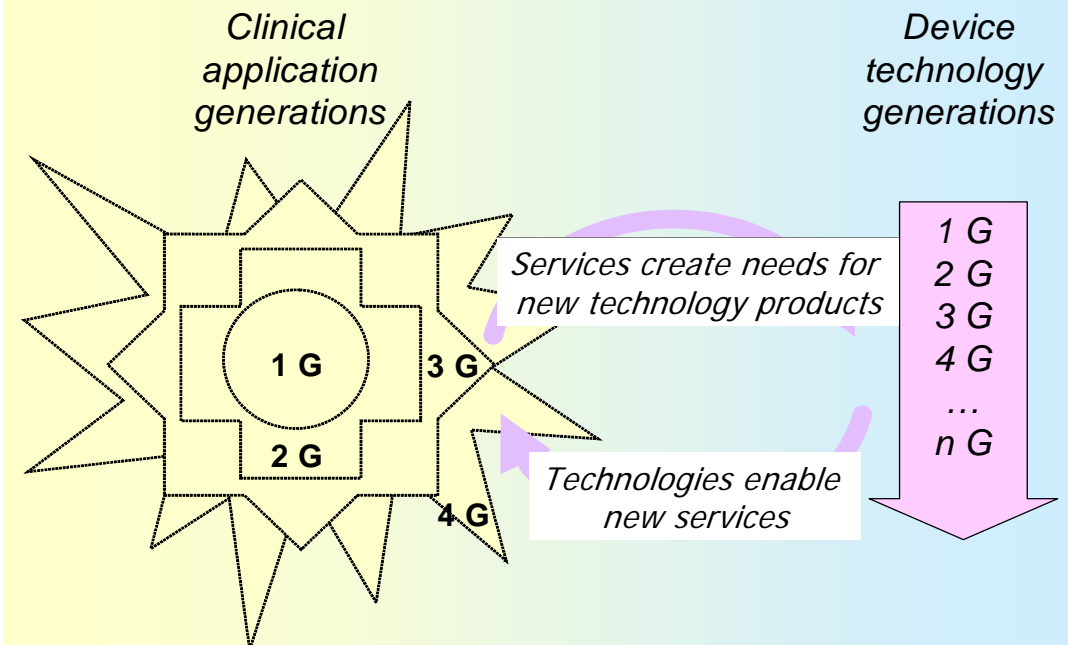 Clinical
application
generations
Device
technology
generations
1 G
2 G
3 G
4 G
Services create needs for
new technology products
Technologies enable
new services
1 G
2 G
3 G
4 G
...
n G